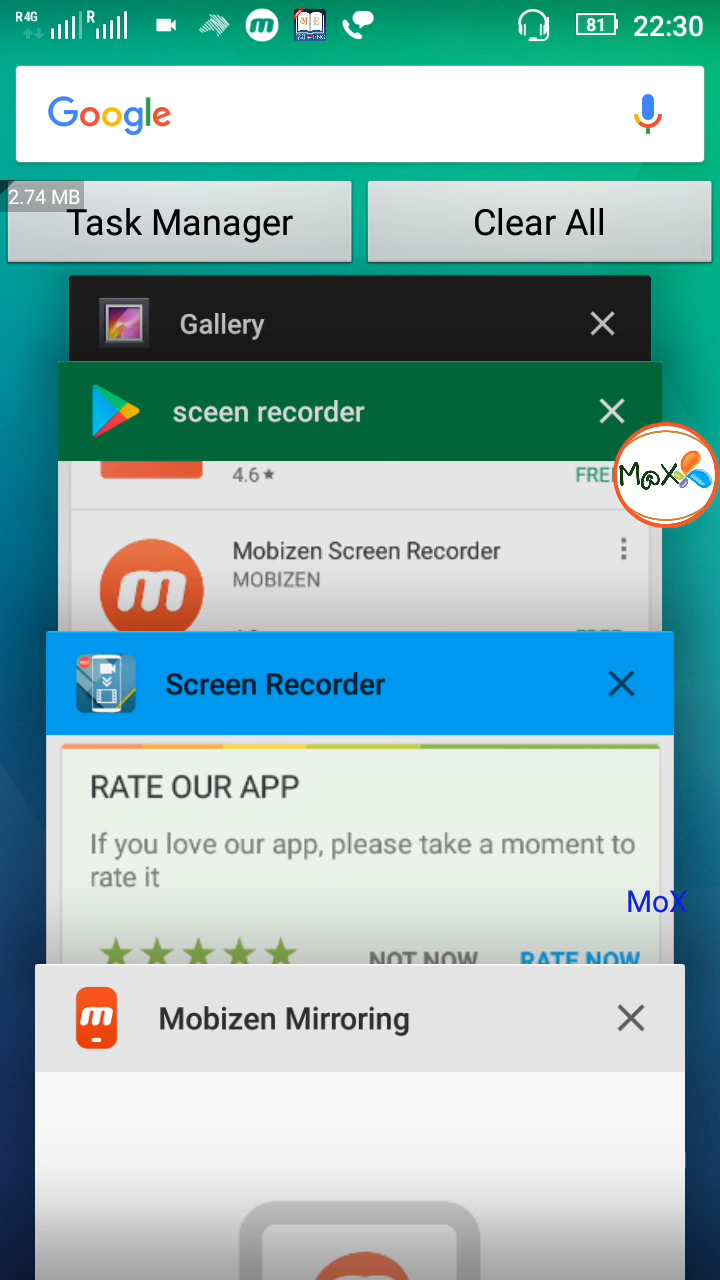 R4G R 81 22:30
Google
2.74 MB
Task Manager Clear All
Gallery
sceen recorder
4.6★ FREE
M@X
Mobizen Screen Recorder
MOBIZEN
Screen Recorder
RATE OUR APP
If you love our app, please take a moment to
rate it
MoX
NOT NOW RATE NOW
Mobizen Mirroring